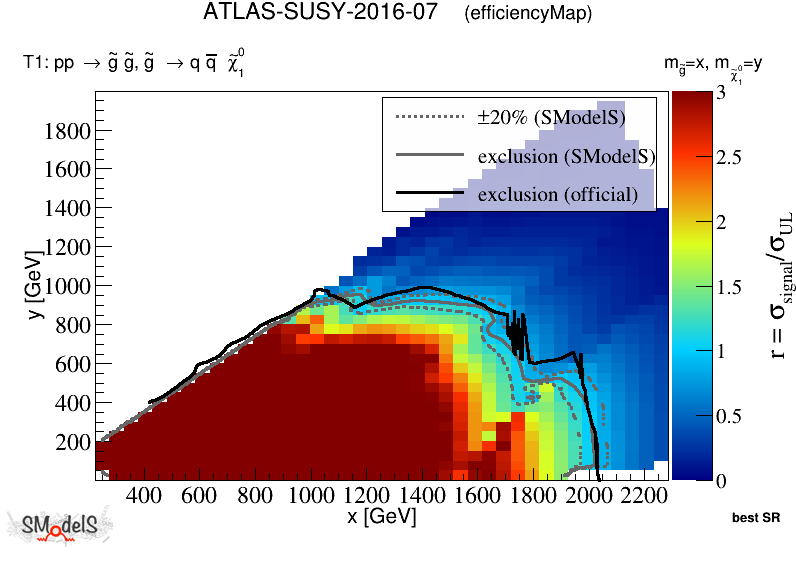 ATLAS-SUSY-2016-07 (efficiencyMap)
T1: pp → g̃ g̃, g̃ → q q̅ χ̃⁰₁
m_g̃=x, m_χ̃⁰₁=y
±20% (SModelS)
exclusion (SModelS)
exclusion (official)
1800
1600
1400
1200
1000
800
600
400
200
y [GeV]
400 600 800 1000 1200 1400 1600 1800 2000 2200
x [GeV]
3
2.5
2
1.5
1
0.5
0
r = σ_signal/σ_UL
best SR
SModelS